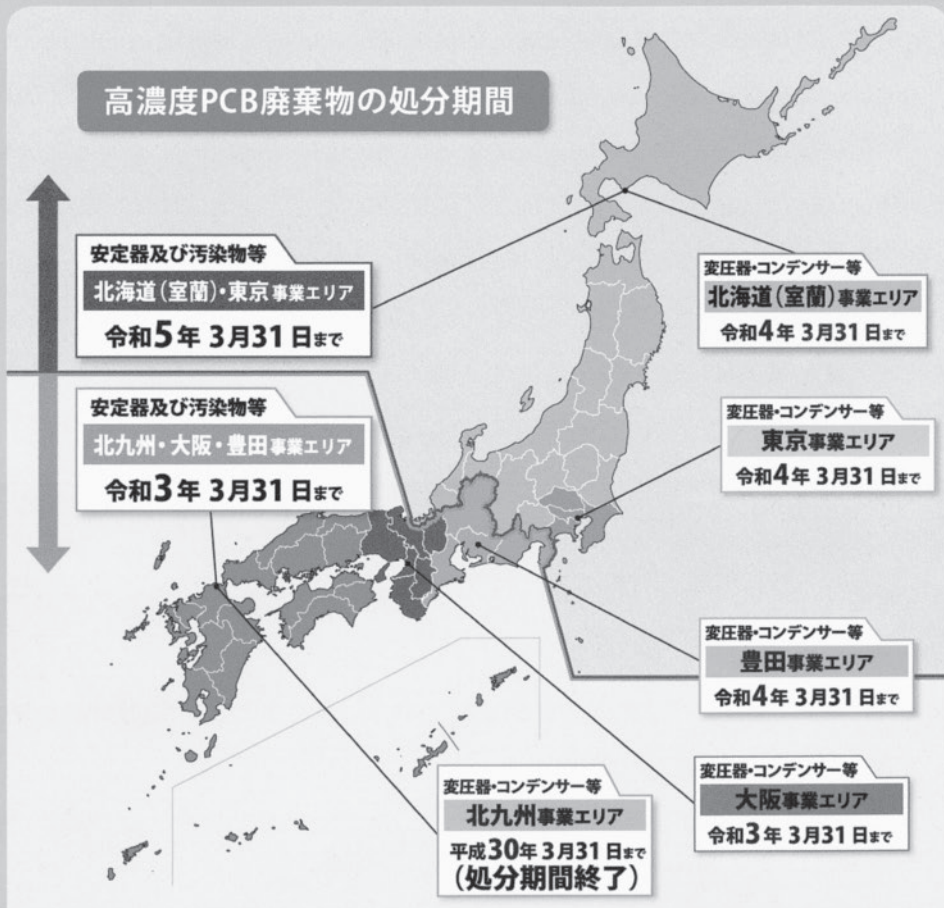 高濃度PCB廃棄物の処分期間
安定器及び汚染物等
北海道(室蘭)・東京事業エリア
令和5年 3月31日まで
安定器及び汚染物等
北九州・大阪・豊田事業エリア
令和3年 3月31日まで
変圧器・コンデンサー等
北海道(室蘭)事業エリア
令和4年 3月31日まで
変圧器・コンデンサー等
東京事業エリア
令和4年 3月31日まで
変圧器・コンデンサー等
豊田事業エリア
令和4年 3月31日まで
変圧器・コンデンサー等
大阪事業エリア
令和3年 3月31日まで
変圧器・コンデンサー等
北九州事業エリア
平成30年 3月31日まで
(処分期間終了)